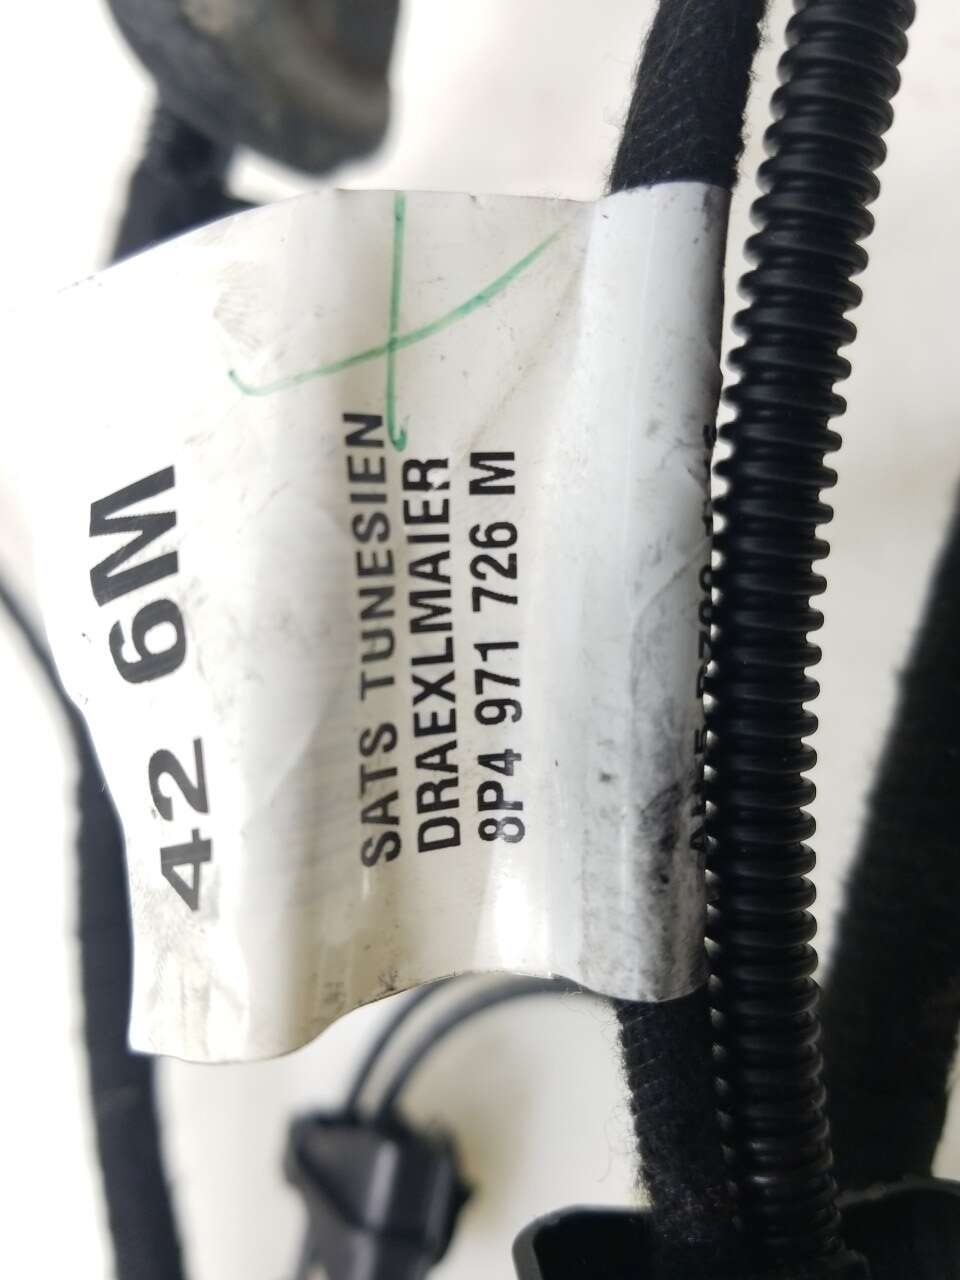 42 6M
SATS TUNESIEN
DRAEXLMAIER
8P4 971 726 M